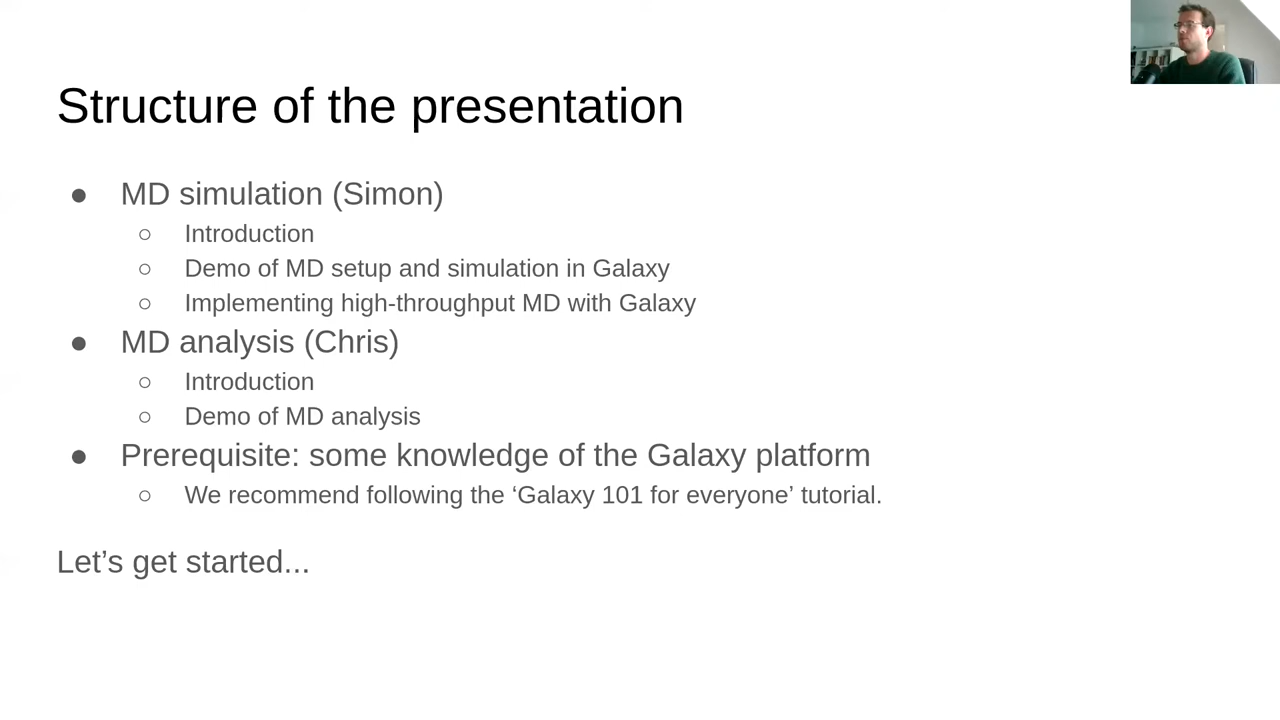 Structure of the presentation
● MD simulation (Simon)
○ Introduction
○ Demo of MD setup and simulation in Galaxy
○ Implementing high-throughput MD with Galaxy
● MD analysis (Chris)
○ Introduction
○ Demo of MD analysis
● Prerequisite: some knowledge of the Galaxy platform
○ We recommend following the ‘Galaxy 101 for everyone’ tutorial.
Let’s get started...